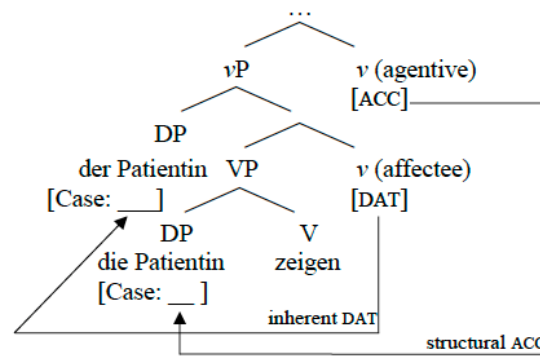 ...
vP v (agentive)
[ACC]
DP
der Patientin VP v (affectee)
[Case: ___] [DAT]
DP V
die Patientin zeigen
[Case: __ ]
inherent DAT
structural ACC